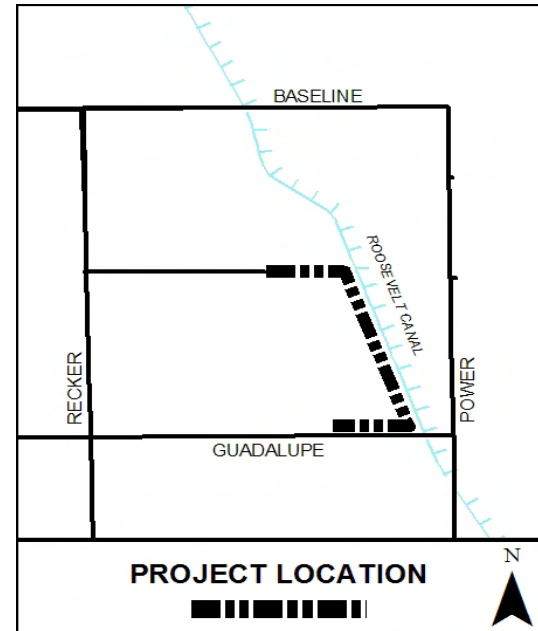 BASELINE
ROOSEVELT CANAL
RECKER
POWER
GUADALUPE
PROJECT LOCATION
N